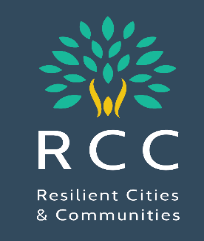 RCC
Resilient Cities
& Communities